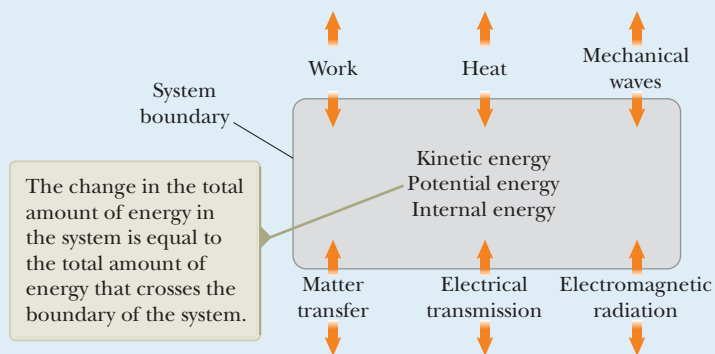 Work
Heat
Mechanical
waves
System
boundary
Kinetic energy
Potential energy
Internal energy
The change in the total
amount of energy in
the system is equal to
the total amount of
energy that crosses the
boundary of the system.
Matter
transfer
Electrical
transmission
Electromagnetic
radiation